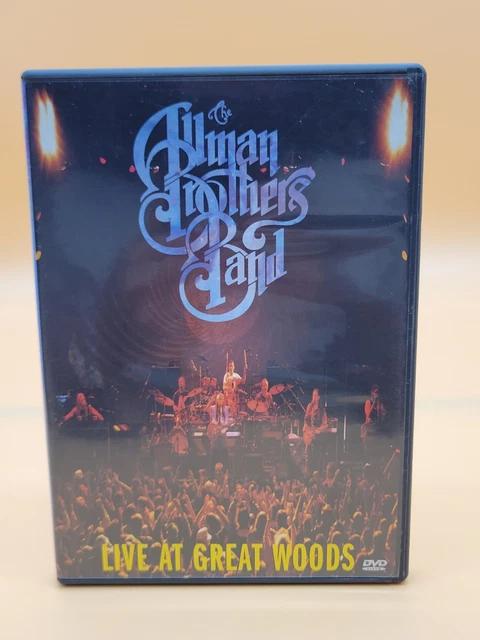 The
Allman
Brothers
Band
LIVE AT GREAT WOODS
DVD